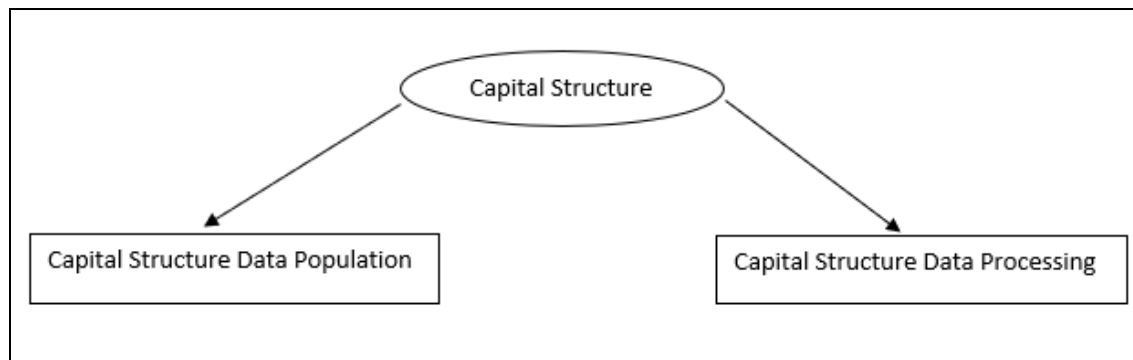 Capital Structure
Capital Structure Data Population
Capital Structure Data Processing